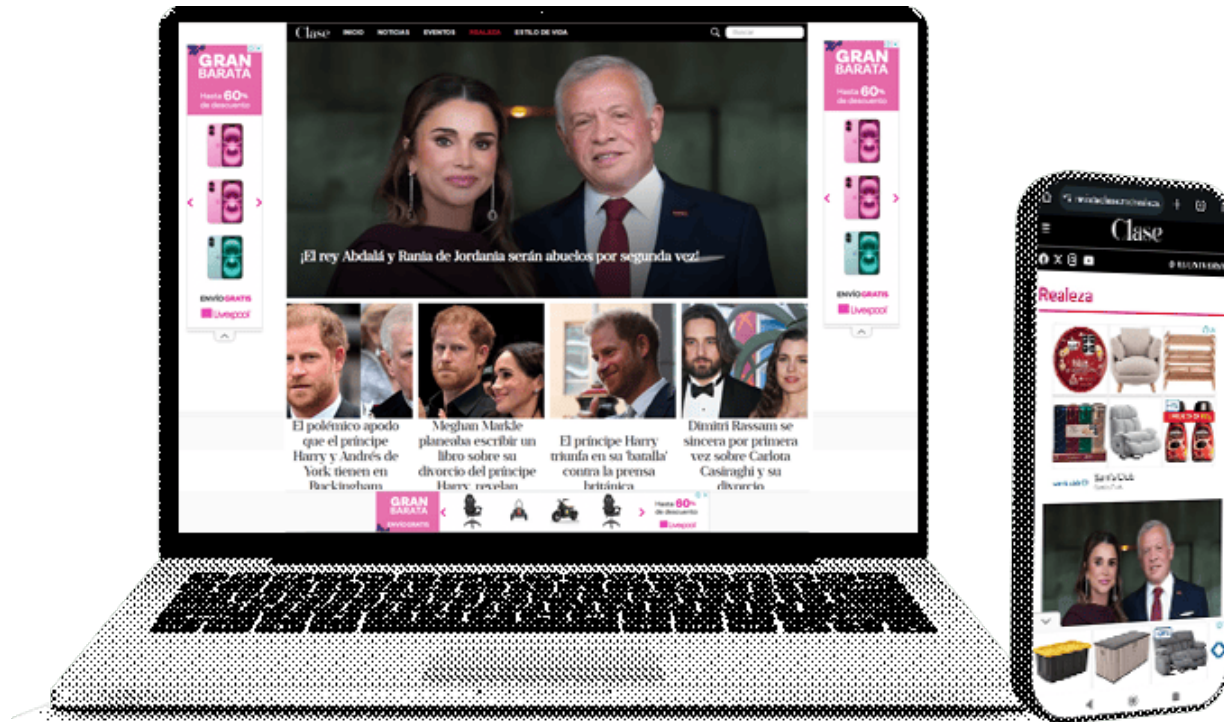 Clase INICIO NOTICIAS EVENTOS REALEZA ESTILO DE VIDA Buscar
GRAN
BARATA
Hasta 60%
de descuento
ENVÍO GRATIS
Liverpool
¡El rey Abdalá y Rania de Jordania serán abuelos por segunda vez!
GRAN
BARATA
Hasta 60%
de descuento
ENVÍO GRATIS
Liverpool
El polémico apodo
que el príncipe
Harry y Andrés de
York tienen en
Buckingham
Meghan Markle
planeaba escribir un
libro sobre su
divorcio del príncipe
Harry, revelan
El príncipe Harry
triunfa en su 'batalla'
contra la prensa
británica
Dimitri Rassam se
sincera por primera
vez sobre Carlota
Casiraghi y su
divorcio
GRAN
BARATA
ENVÍO GRATIS
Hasta 60%
de descuento
Liverpool
Clase
Realeza
Sam's Club